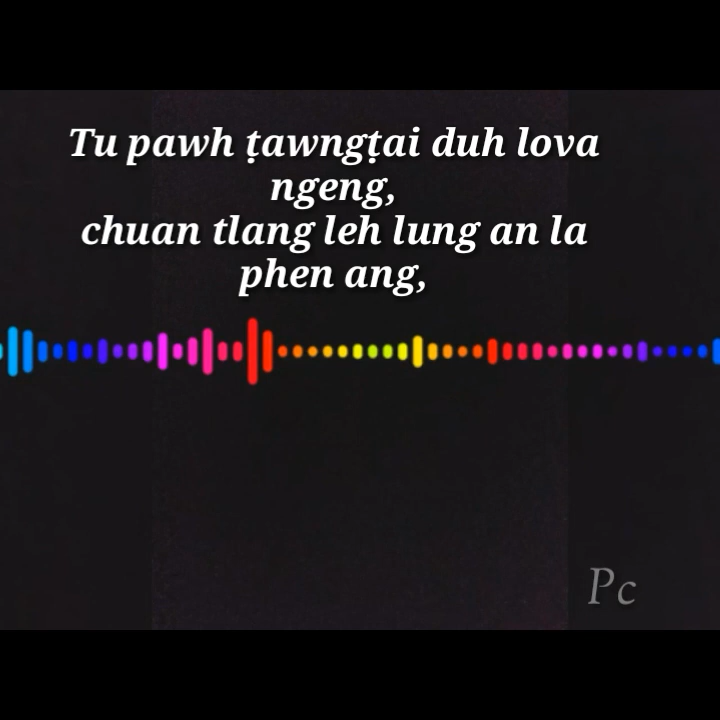 Tu pawh ṭawngṭai duh lova
ngeng,
chuan tlang leh lung an la
phen ang,
Pc